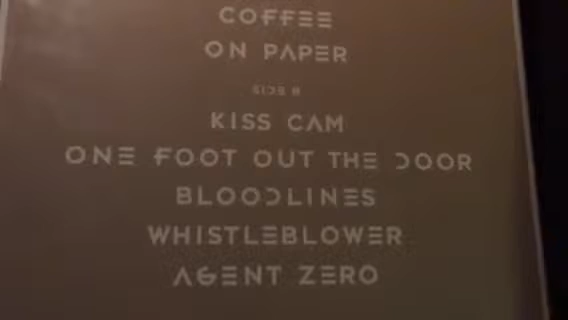 COFFEE
ON PAPER
SIDE B
KISS CAM
ONE FOOT OUT THE DOOR
BLOODLINES
WHISTLEBLOWER
AGENT ZERO